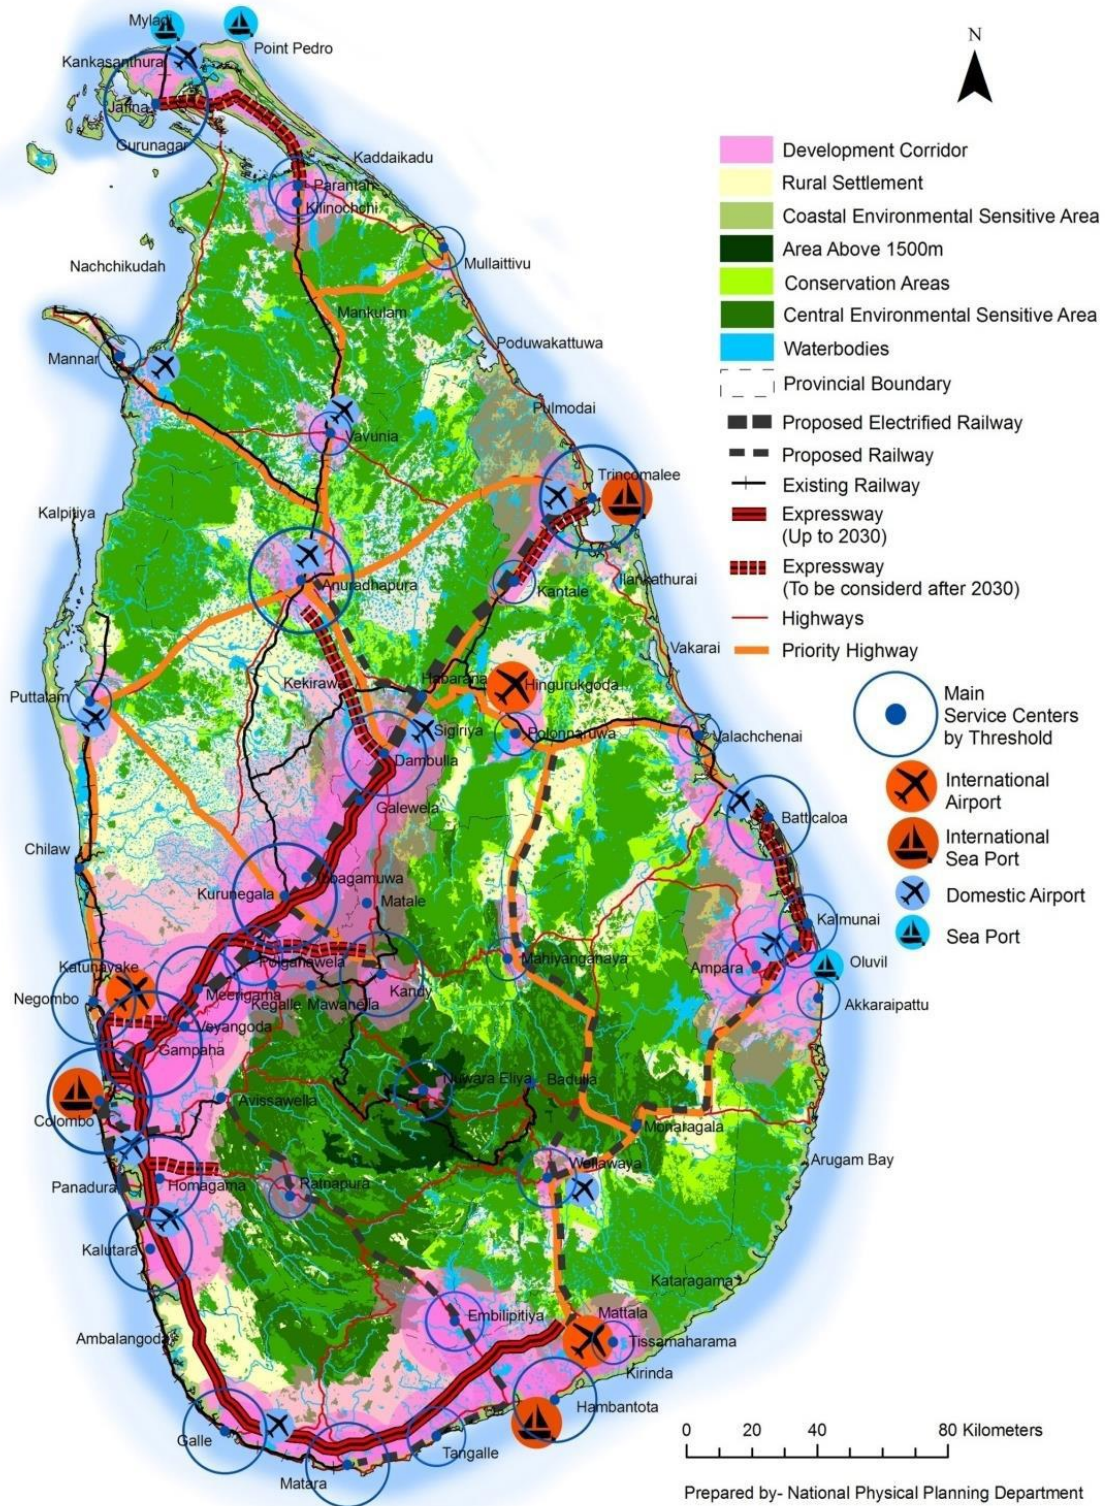 Myladi
Point Pedro
Kankasanthurai
Jaffna
Gurunagar
Kaddaikadu
Parantan
Kilinochchi
Mullaittivu
Nachchikudah
Mankulam
Mannar
Poduwakattuwa
Pulmodai
Vavunia
Trincomalee
Kalpitiya
Anuradhapura
Kantale
Ilankathurai
Vakarai
Habarana
Hingurukgoda
Kekirawa
Puttalam
Sigiriya
Polonnaruwa
Valachchenai
Dambulla
Galewela
Batticaloa
Chilaw
Ibbagamuwa
Kurunegala
Matale
Kalmunai
Polgahawela
Mahiyanganaya
Ampara
Oluvil
Katunayake
Negombo
Meerigama
Kegalle
Mawanella
Kandy
Akkaraipattu
Veyangoda
Gampaha
Nuwara Eliya
Badulla
Avissawella
Colombo
Monaragala
Arugam Bay
Wellawaya
Panadura
Homagama
Ratnapura
Kalutara
Kataragama
Embilipitiya
Mattala
Ambalangoda
Tissamaharama
Kirinda
Hambantota
Galle
Tangalle
Matara
N
Development Corridor
Rural Settlement
Coastal Environmental Sensitive Area
Area Above 1500m
Conservation Areas
Central Environmental Sensitive Area
Waterbodies
Provincial Boundary
Proposed Electrified Railway
Proposed Railway
Existing Railway
Expressway
(Up to 2030)
Expressway
(To be considerd after 2030)
Highways
Priority Highway
Main
Service Centers
by Threshold
International
Airport
International
Sea Port
Domestic Airport
Sea Port
0 20 40 80 Kilometers
Prepared by- National Physical Planning Department